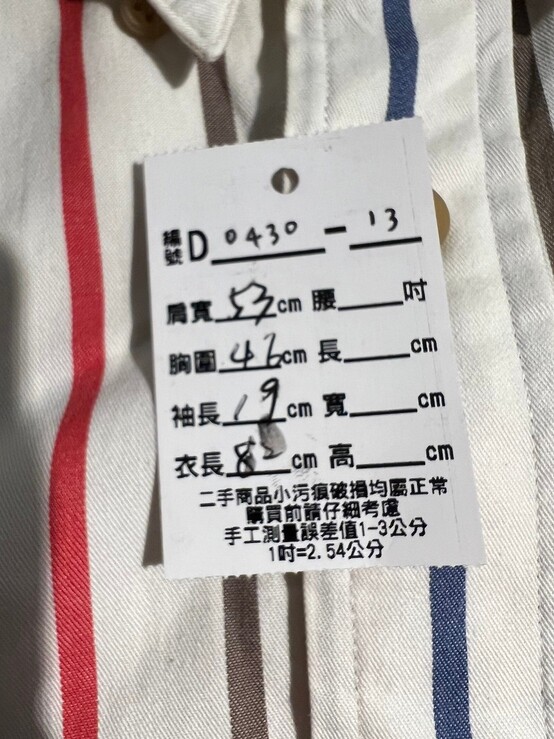 編號D 0430 - 13
肩寬 53 cm 腰 吋
胸圍 46 cm 長 cm
袖長 19 cm 寬 cm
衣長 cm 高 cm
二手商品小污痕破損均屬正常
購買前請仔細考慮
手工測量誤差值1-3公分
1吋=2.54公分